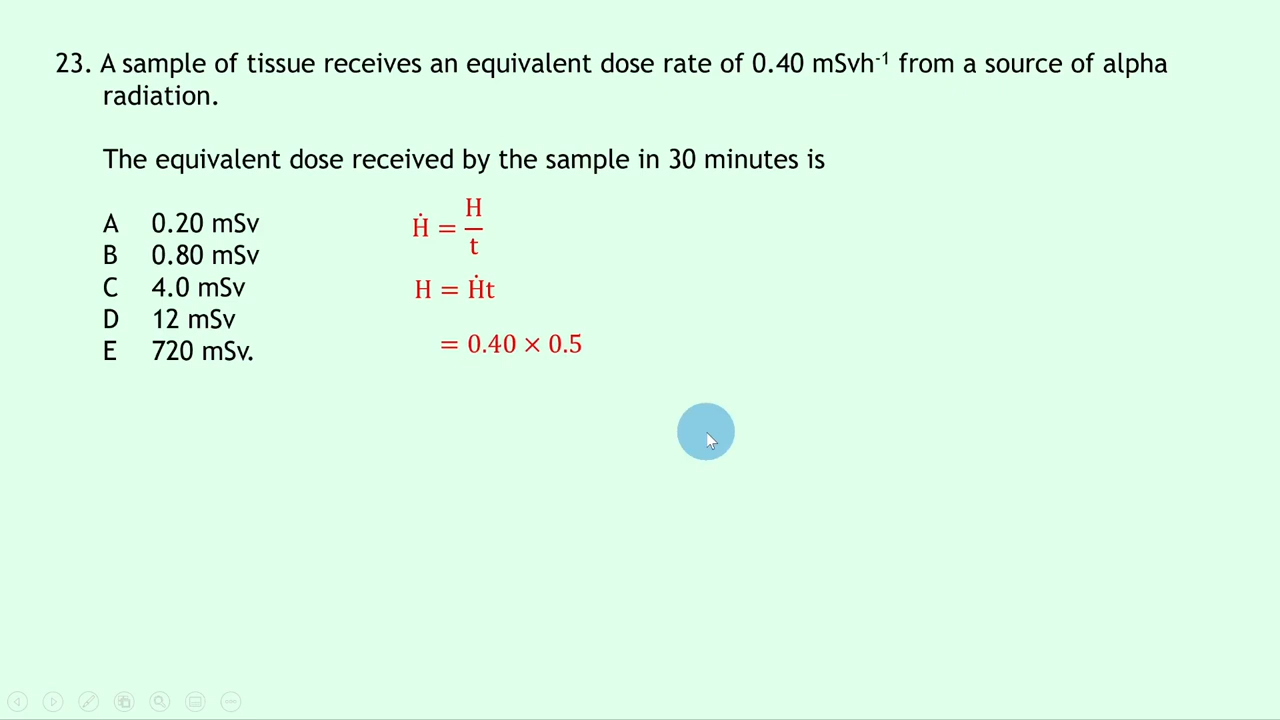 23. A sample of tissue receives an equivalent dose rate of 0.40 mSvh⁻¹ from a source of alpha
radiation.
The equivalent dose received by the sample in 30 minutes is
A 0.20 mSv
B 0.80 mSv
C 4.0 mSv
D 12 mSv
E 720 mSv.
Ḣ = H/t
H = Ḣt
= 0.40 × 0.5